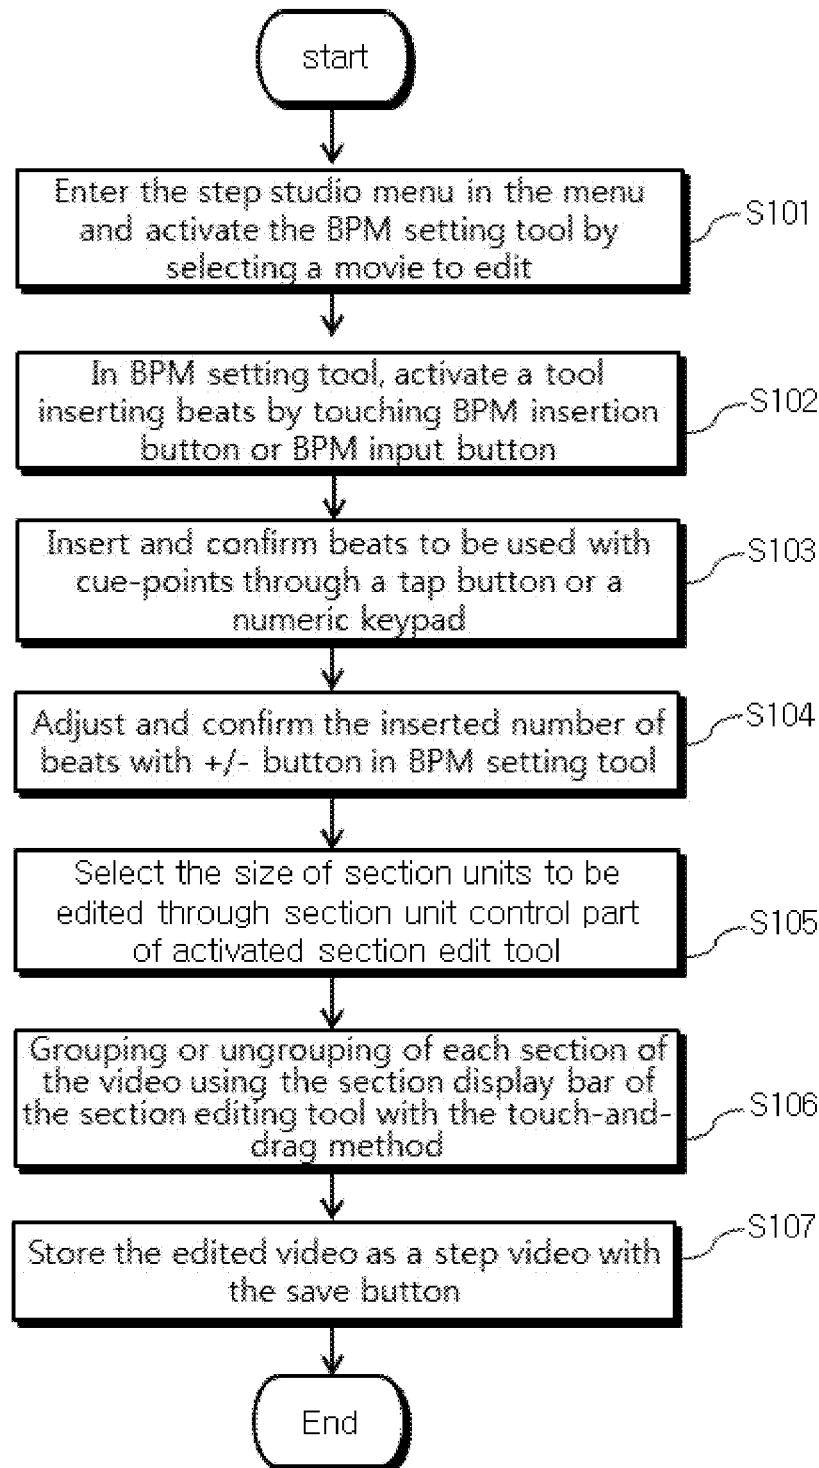 start
Enter the step studio menu in the menu
and activate the BPM setting tool by
selecting a movie to edit
S101
In BPM setting tool, activate a tool
inserting beats by touching BPM insertion
button or BPM input button
S102
Insert and confirm beats to be used with
cue-points through a tap button or a
numeric keypad
S103
Adjust and confirm the inserted number of
beats with +/- button in BPM setting tool
S104
Select the size of section units to be
edited through section unit control part
of activated section edit tool
S105
Grouping or ungrouping of each section of
the video using the section display bar of
the section editing tool with the touch-and-
drag method
S106
Store the edited video as a step video with
the save button
S107
End